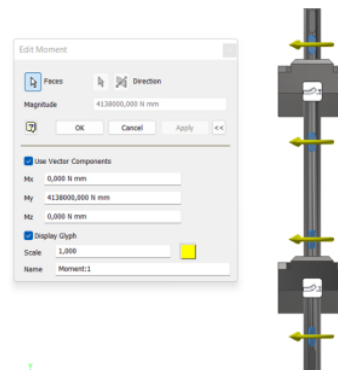 Edit Moment
Faces Direction
Magnitude 4138000,000 N mm
OK Cancel Apply <<
Use Vector Components
Mx 0,000 N mm
My 4138000,000 N mm
Mz 0,000 N mm
Display Glyph
Scale 1,000
Name Moment:1